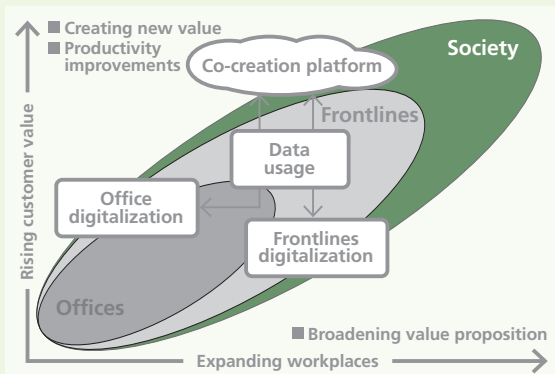 ■ Creating new value
■ Productivity
improvements
Co-creation platform
Society
Frontlines
Data
usage
Office
digitalization
Frontlines
digitalization
Offices
Rising customer value
■ Broadening value proposition
Expanding workplaces